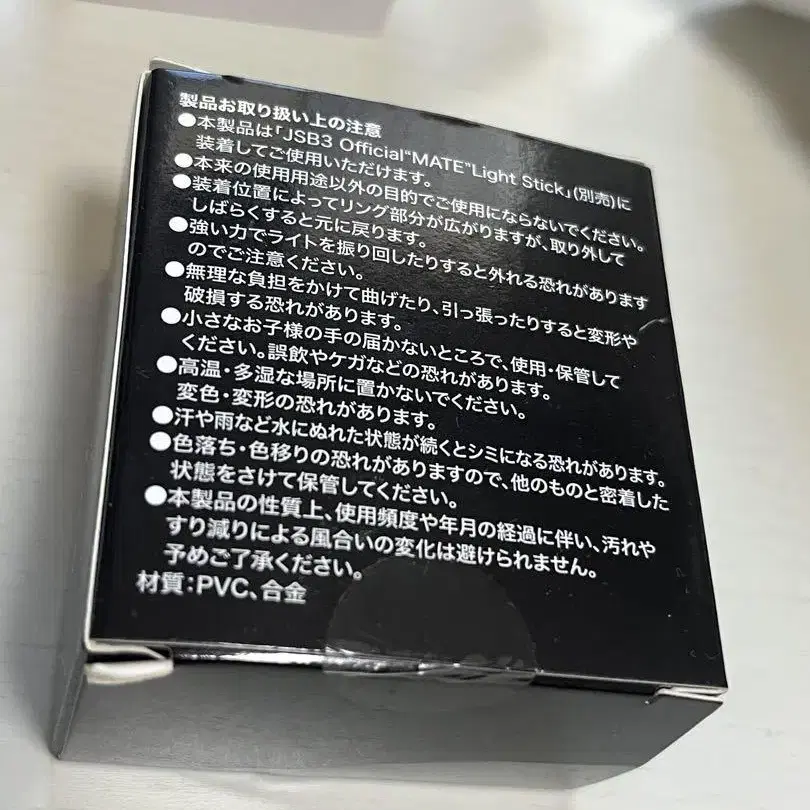 製品お取り扱い上の注意
●本製品は「JSB3 Official"MATE"Light Stick」(別売)に
装着してご使用いただけます。
●本来の使用用途以外の目的でご使用にならないでください。
●装着位置によってリング部分が広がりますが、取り外して
しばらくすると元に戻ります。
●強い力でライトを振り回したりすると外れる恐れがあります
のでご注意ください。
●無理な負担をかけて曲げたり、引っ張ったりすると変形や
破損する恐れがあります。
●小さなお子様の手の届かないところで、使用・保管して
ください。誤飲やケガなどの恐れがあります。
●高温・多湿な場所に置かないでください。
変色・変形の恐れがあります。
●汗や雨など水にぬれた状態が続くとシミになる恐れがあります。
●色落ち・色移りの恐れがありますので、他のものと密着した
状態をさけて保管してください。
●本製品の性質上、使用頻度や年月の経過に伴い、汚れや
すり減りによる風合いの変化は避けられません。
予めご了承ください。
材質:PVC、合金